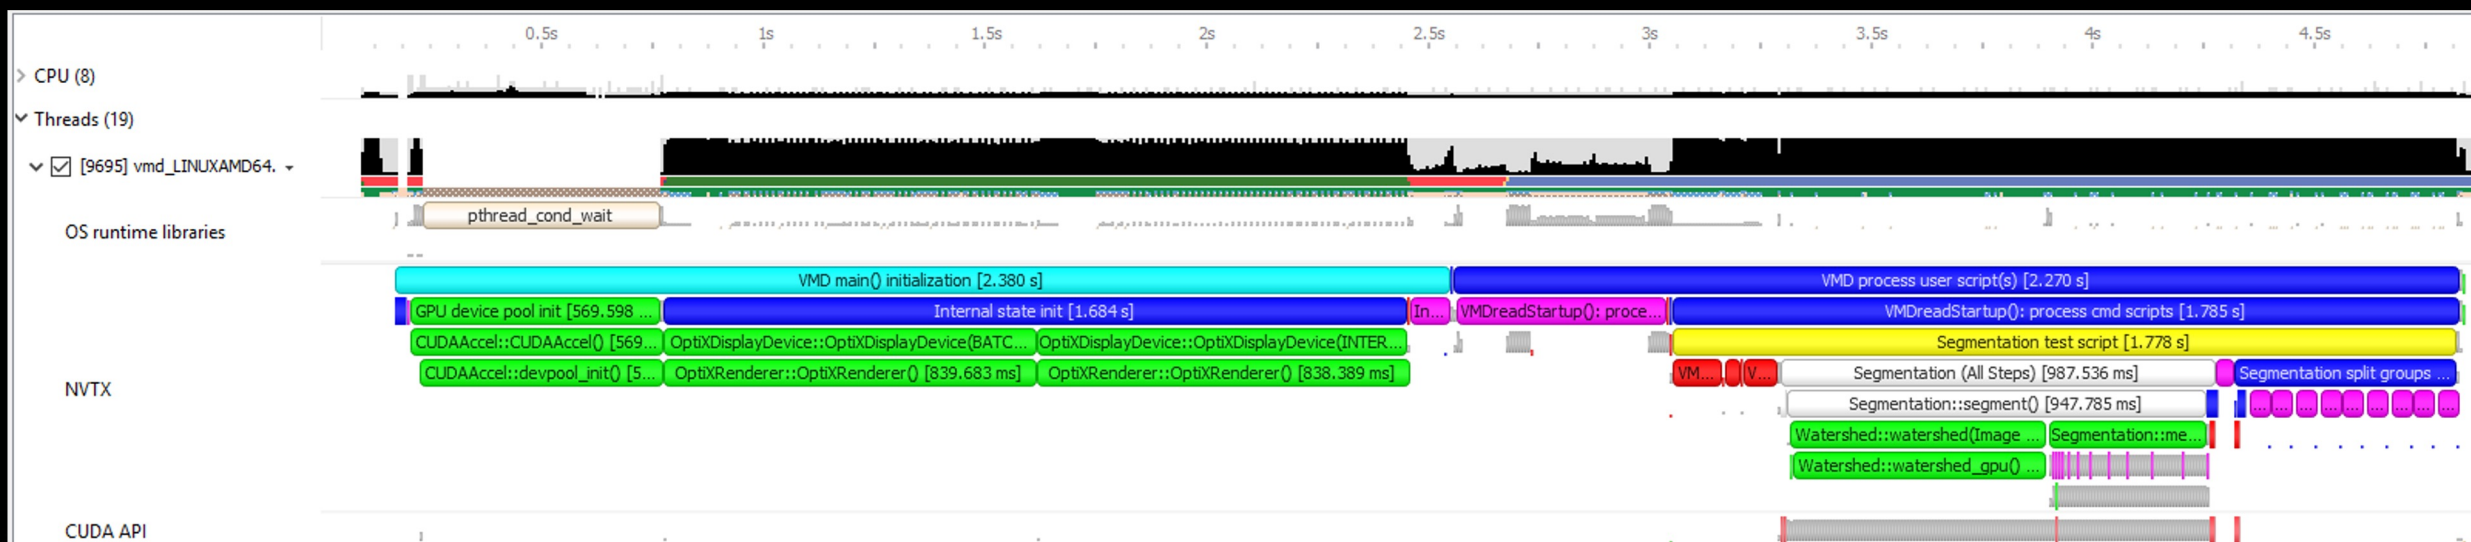 0.5s 1s 1.5s 2s 2.5s 3s 3.5s 4s 4.5s
CPU (8)
Threads (19)
[9695] vmd_LINUXAMD64.
pthread_cond_wait
OS runtime libraries
VMD main() initialization [2.380 s] VMD process user script(s) [2.270 s]
GPU device pool init [569.598 ... Internal state init [1.684 s] In... VMDreadStartup(): proce... VMDreadStartup(): process cmd scripts [1.785 s]
CUDAAccel::CUDAAccel() [569... OptiXDisplayDevice::OptiXDisplayDevice(BATC... OptiXDisplayDevice::OptiXDisplayDevice(INTER... Segmentation test script [1.778 s]
CUDAAccel::devpool_init() [5... OptiXRenderer::OptiXRenderer() [839.683 ms] OptiXRenderer::OptiXRenderer() [838.389 ms] VM... V... Segmentation (All Steps) [987.536 ms] Segmentation split groups ...
NVTX
Segmentation::segment() [947.785 ms] ... ... ... ... ... ... ... ...
Watershed::watershed(Image ... Segmentation::me...
Watershed::watershed_gpu() ...
CUDA API